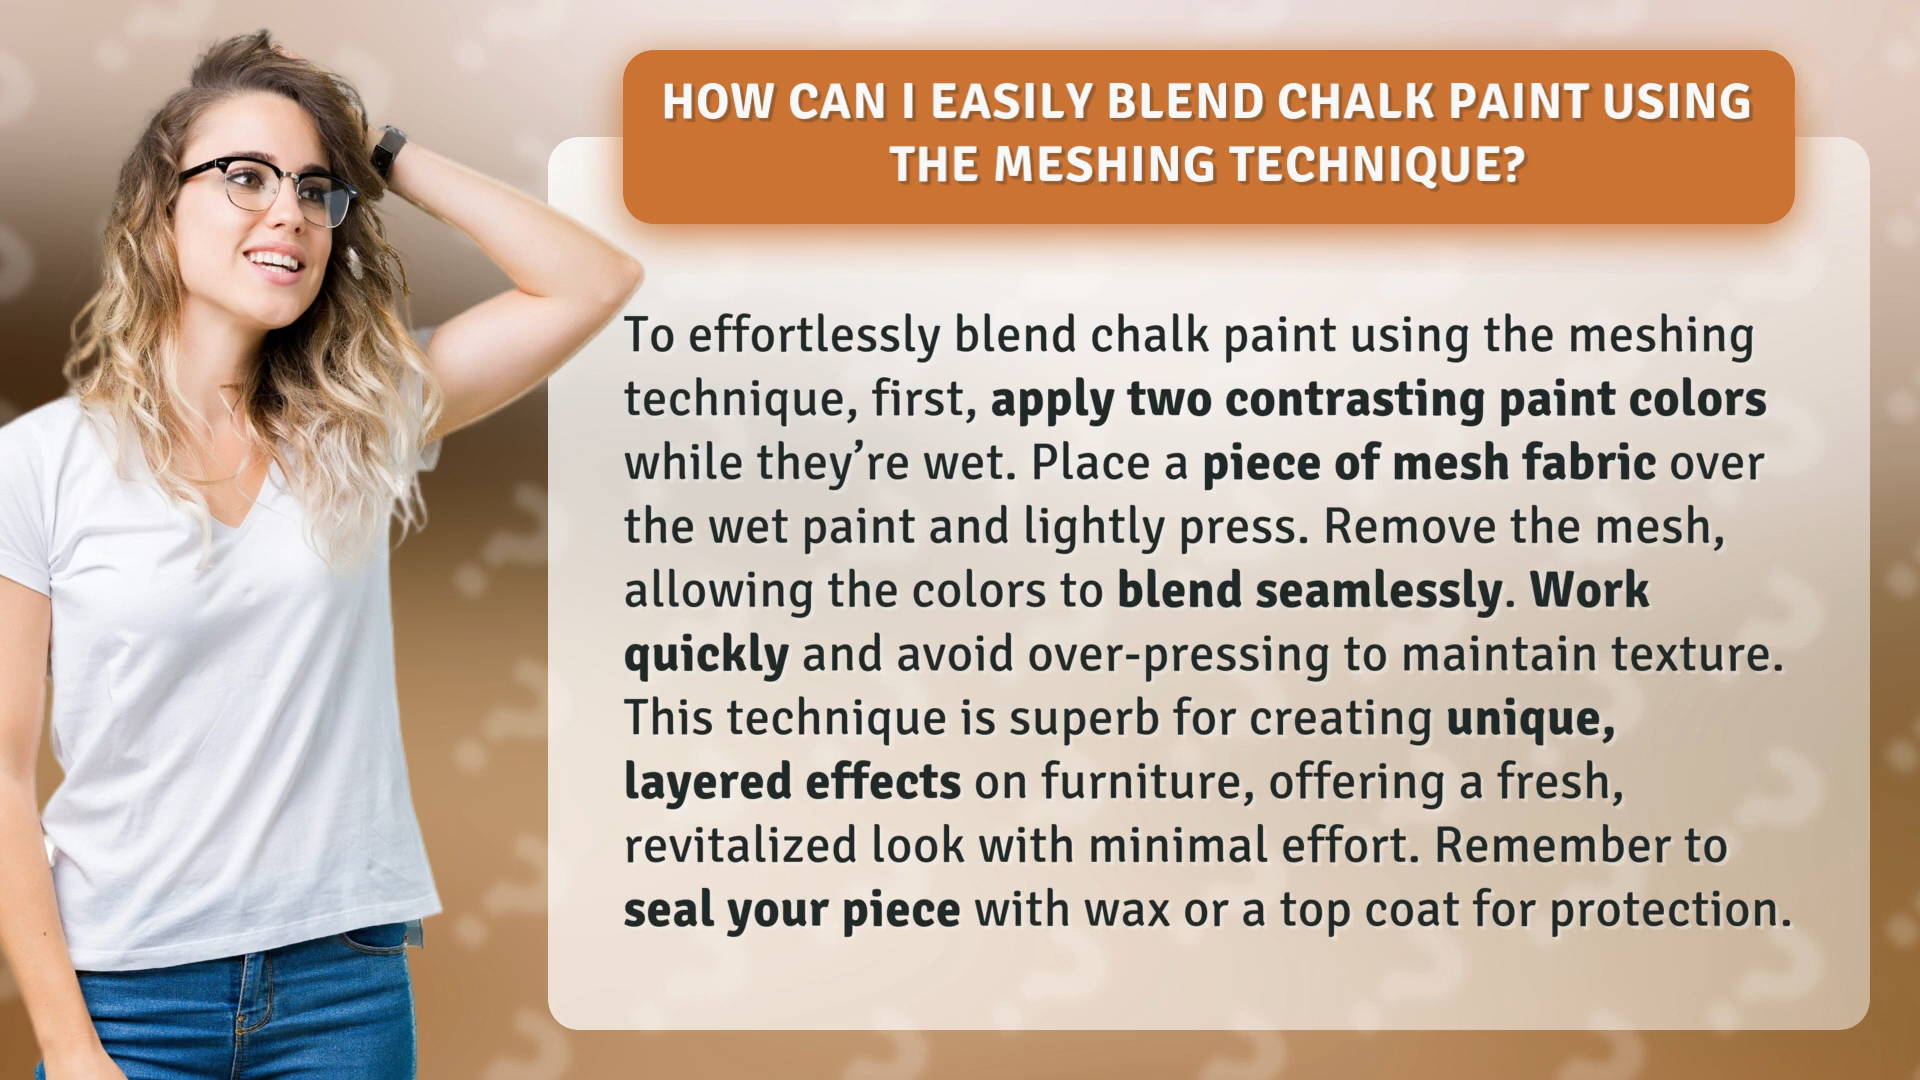 HOW CAN I EASILY BLEND CHALK PAINT USING
THE MESHING TECHNIQUE?
To effortlessly blend chalk paint using the meshing
technique, first, apply two contrasting paint colors
while they’re wet. Place a piece of mesh fabric over
the wet paint and lightly press. Remove the mesh,
allowing the colors to blend seamlessly. Work
quickly and avoid over-pressing to maintain texture.
This technique is superb for creating unique,
layered effects on furniture, offering a fresh,
revitalized look with minimal effort. Remember to
seal your piece with wax or a top coat for protection.